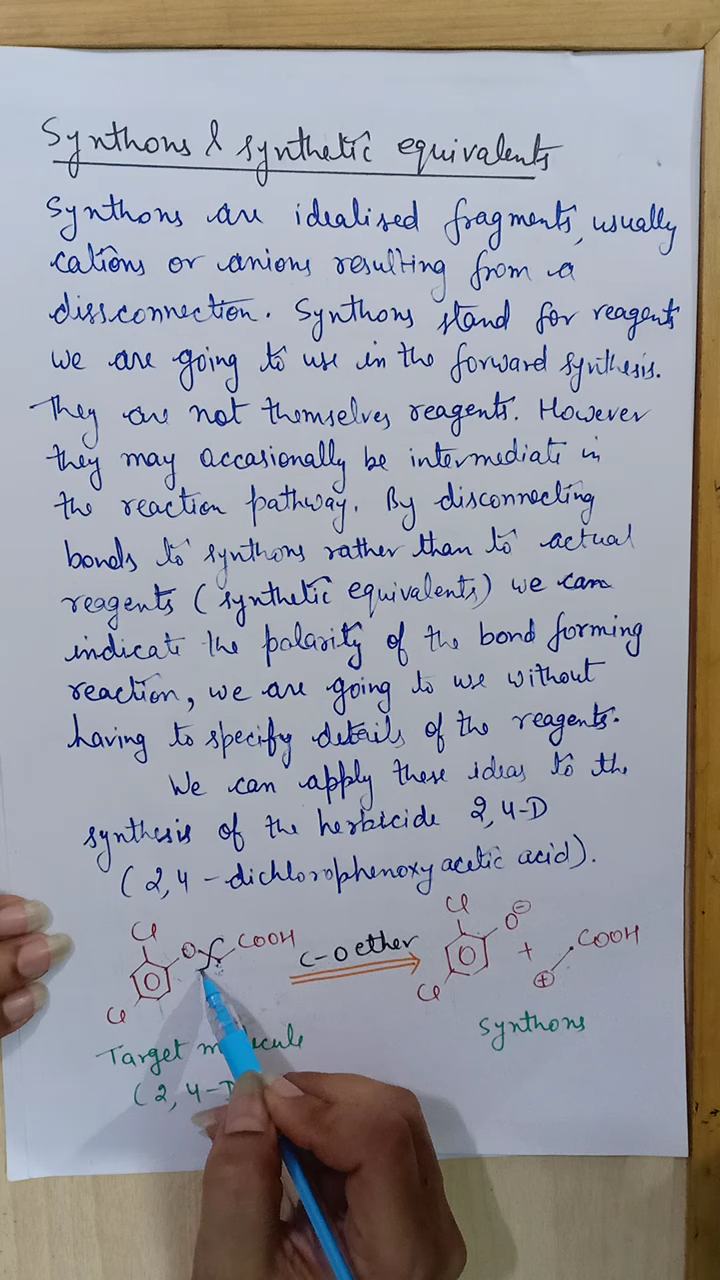 Synthons & synthetic equivalents
Synthons are idealised fragments, usually
cations or anions resulting from a
dissconnection. Synthons stand for reagents
we are going to use in the forward synthesis.
They are not themselves reagents. However
they may accasionally be intermediate in
the reaction pathway. By disconnecting
bonds to synthons rather than to actual
reagents (synthetic equivalents) we can
indicate the polarity of the bond forming
reaction, we are going to use without
having to specify details of the reagents.
We can apply these ideas to the
synthesis of the herbicide 2,4-D
(2,4-dichlorophenoxy acetic acid).
Cl O COOH Cl
C-O ether
Cl O⊖ + ⊕ COOH Cl
Target molecule
Synthons
(2,4-D